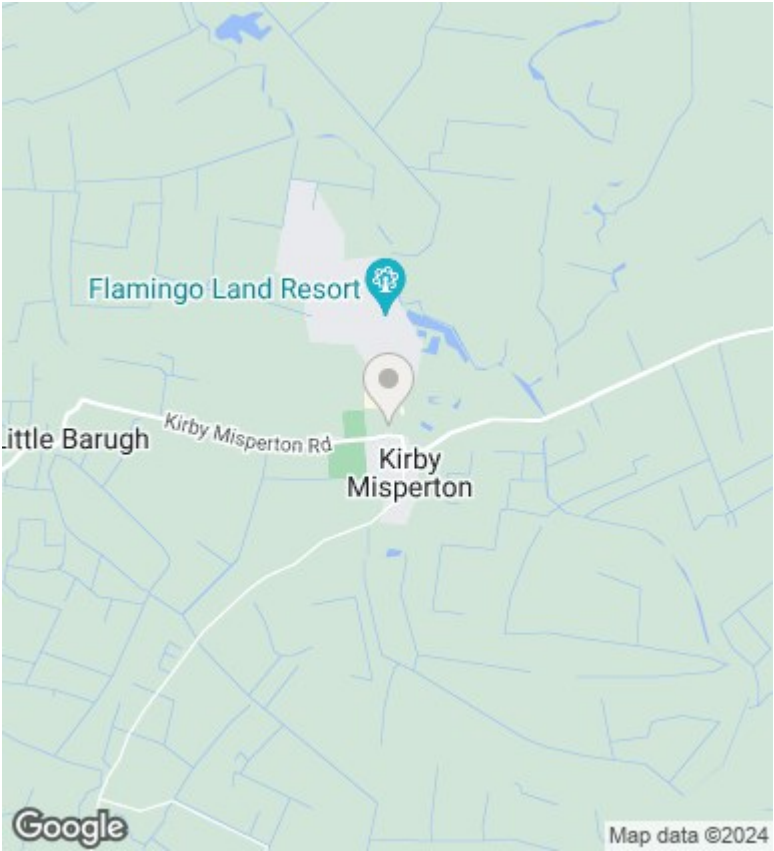 Flamingo Land Resort
Kirby Misperton Rd
Little Barugh
Kirby
Misperton
Google
Map data ©2024